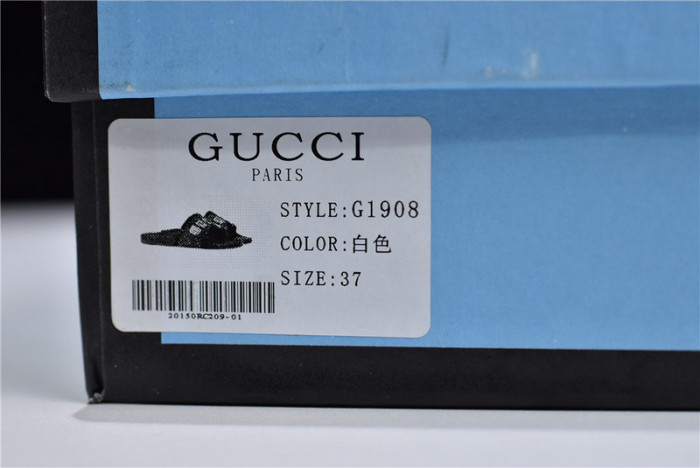 GUCCI
PARIS
STYLE:G1908
COLOR:白色
SIZE:37
20150RC209-01